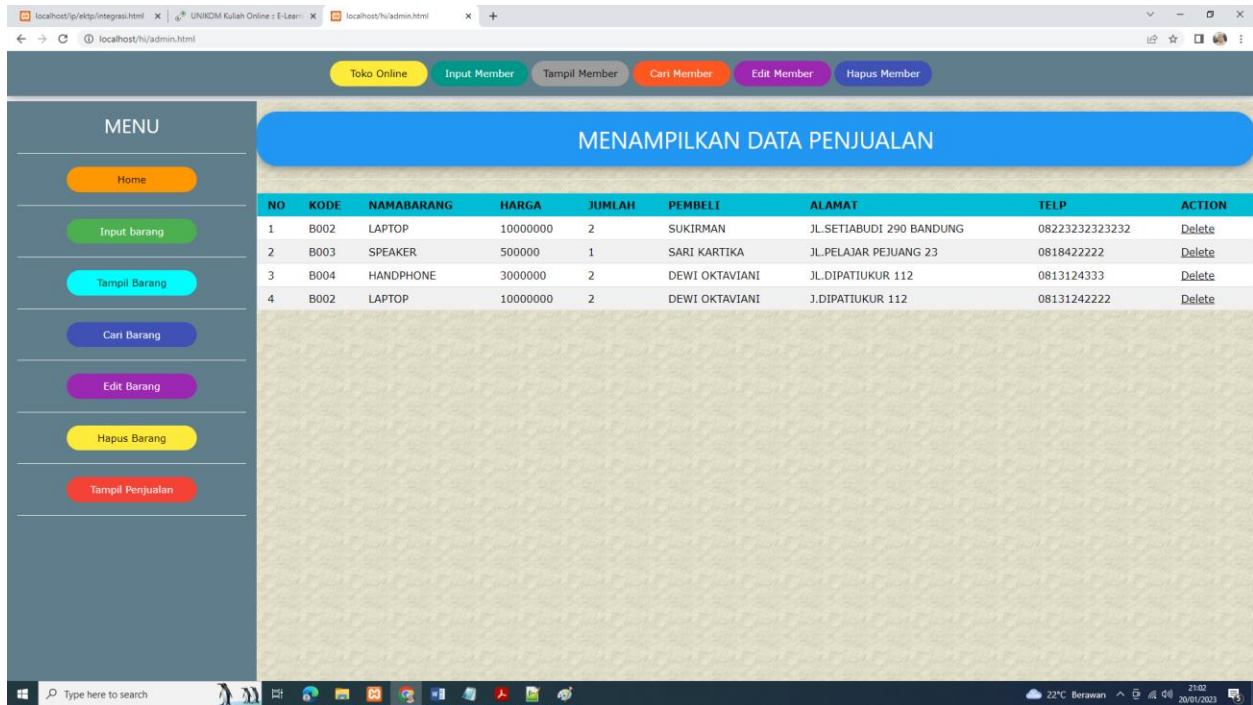 localhost/ip/ektp/integrasi.html UNIKOM Kuliah Online :: E-Learni localhost/hi/admin.html
localhost/hi/admin.html
Toko Online Input Member Tampil Member Cari Member Edit Member Hapus Member
MENU
Home
Input barang
Tampil Barang
Cari Barang
Edit Barang
Hapus Barang
Tampil Penjualan
MENAMPILKAN DATA PENJUALAN
NO KODE NAMABARANG HARGA JUMLAH PEMBELI ALAMAT TELP ACTION
1 B002 LAPTOP 10000000 2 SUKIRMAN JL.SETIABUDI 290 BANDUNG 08223232323232 Delete
2 B003 SPEAKER 500000 1 SARI KARTIKA JL.PELAJAR PEJUANG 23 0818422222 Delete
3 B004 HANDPHONE 3000000 2 DEWI OKTAVIANI JL.DIPATIUKUR 112 0813124333 Delete
4 B002 LAPTOP 10000000 2 DEWI OKTAVIANI J.DIPATIUKUR 112 08131242222 Delete
Type here to search 22°C Berawan 21:02
20/01/2023